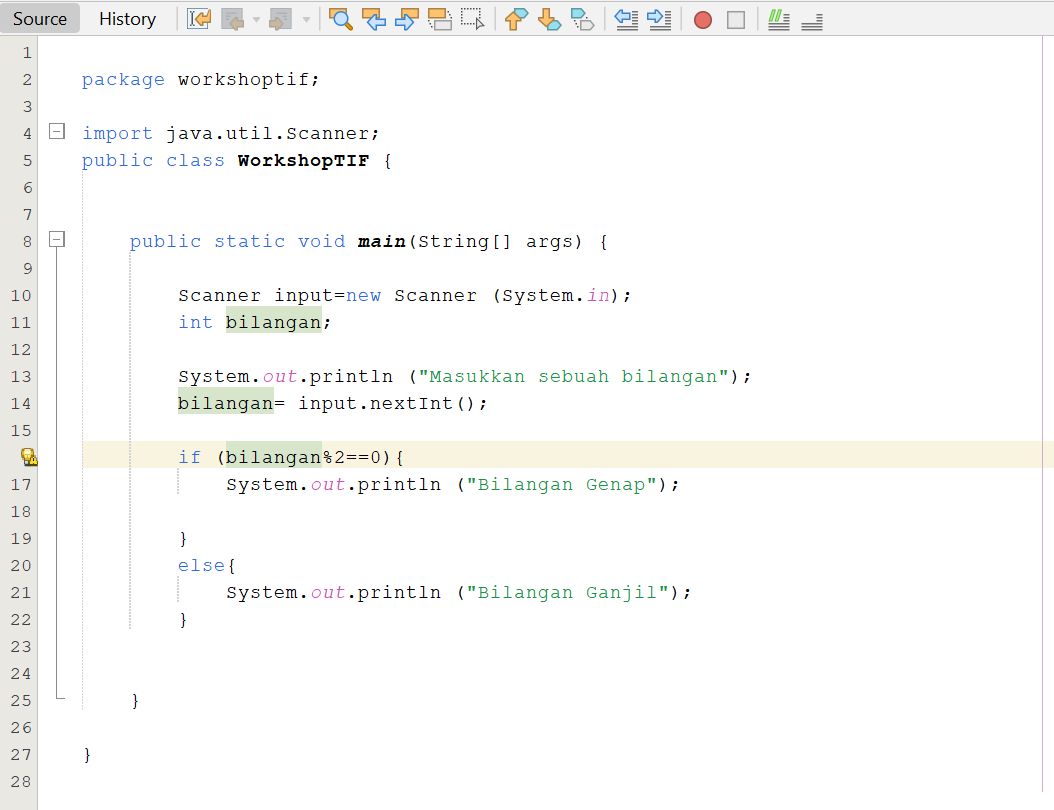 Source History
1
2 package workshoptif;
3
4 import java.util.Scanner;
5 public class WorkshopTIF {
6
7
8 public static void main(String[] args) {
9
10 Scanner input=new Scanner (System.in);
11 int bilangan;
12
13 System.out.println ("Masukkan sebuah bilangan");
14 bilangan= input.nextInt();
15
if (bilangan%2==0){
17 System.out.println ("Bilangan Genap");
18
19 }
20 else{
21 System.out.println ("Bilangan Ganjil");
22 }
23
24
25 }
26
27 }
28